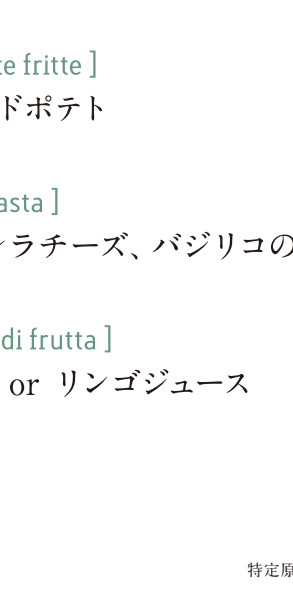 te fritte ]
ドポテト
asta ]
ラチーズ、バジリコの
di frutta ]
or リンゴジュース
特定原